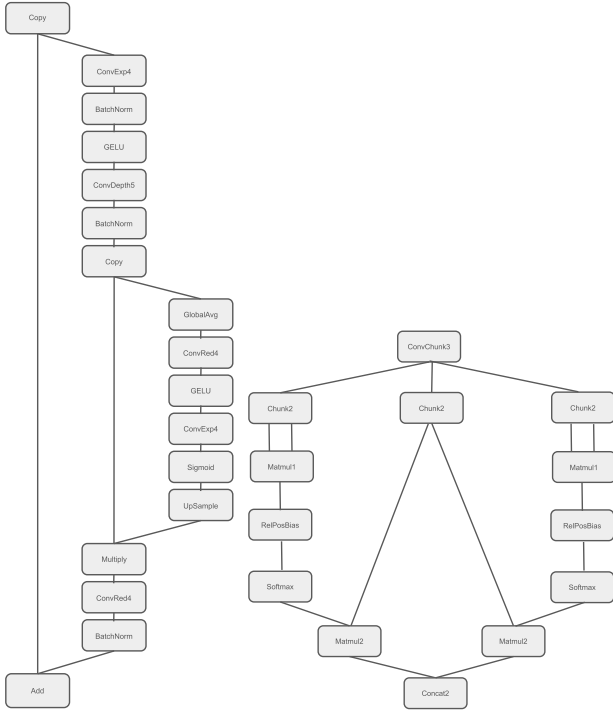 Copy
ConvExp4
BatchNorm
GELU
ConvDepth5
BatchNorm
Copy
GlobalAvg
ConvRed4
GELU
ConvExp4
Sigmoid
UpSample
Multiply
ConvRed4
BatchNorm
Add
ConvChunk3
Chunk2
Chunk2
Chunk2
Matmul1
Matmul1
RelPosBias
RelPosBias
Softmax
Softmax
Matmul2
Matmul2
Concat2